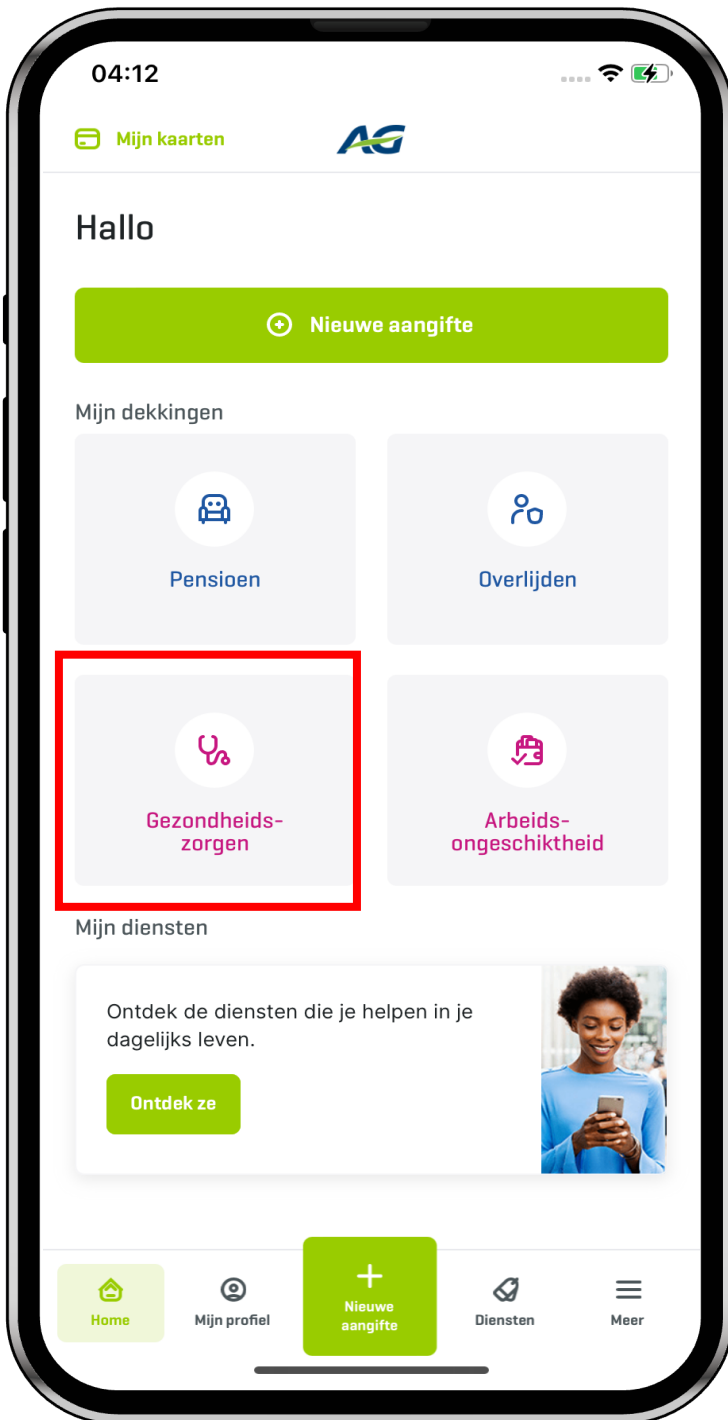 04:12
Mijn kaarten
AG
Hallo
Nieuwe aangifte
Mijn dekkingen
Pensioen
Overlijden
Gezondheids-
zorgen
Arbeids-
ongeschiktheid
Mijn diensten
Ontdek de diensten die je helpen in je
dagelijks leven.
Ontdek ze
Home
Mijn profiel
Nieuwe
aangifte
Diensten
Meer